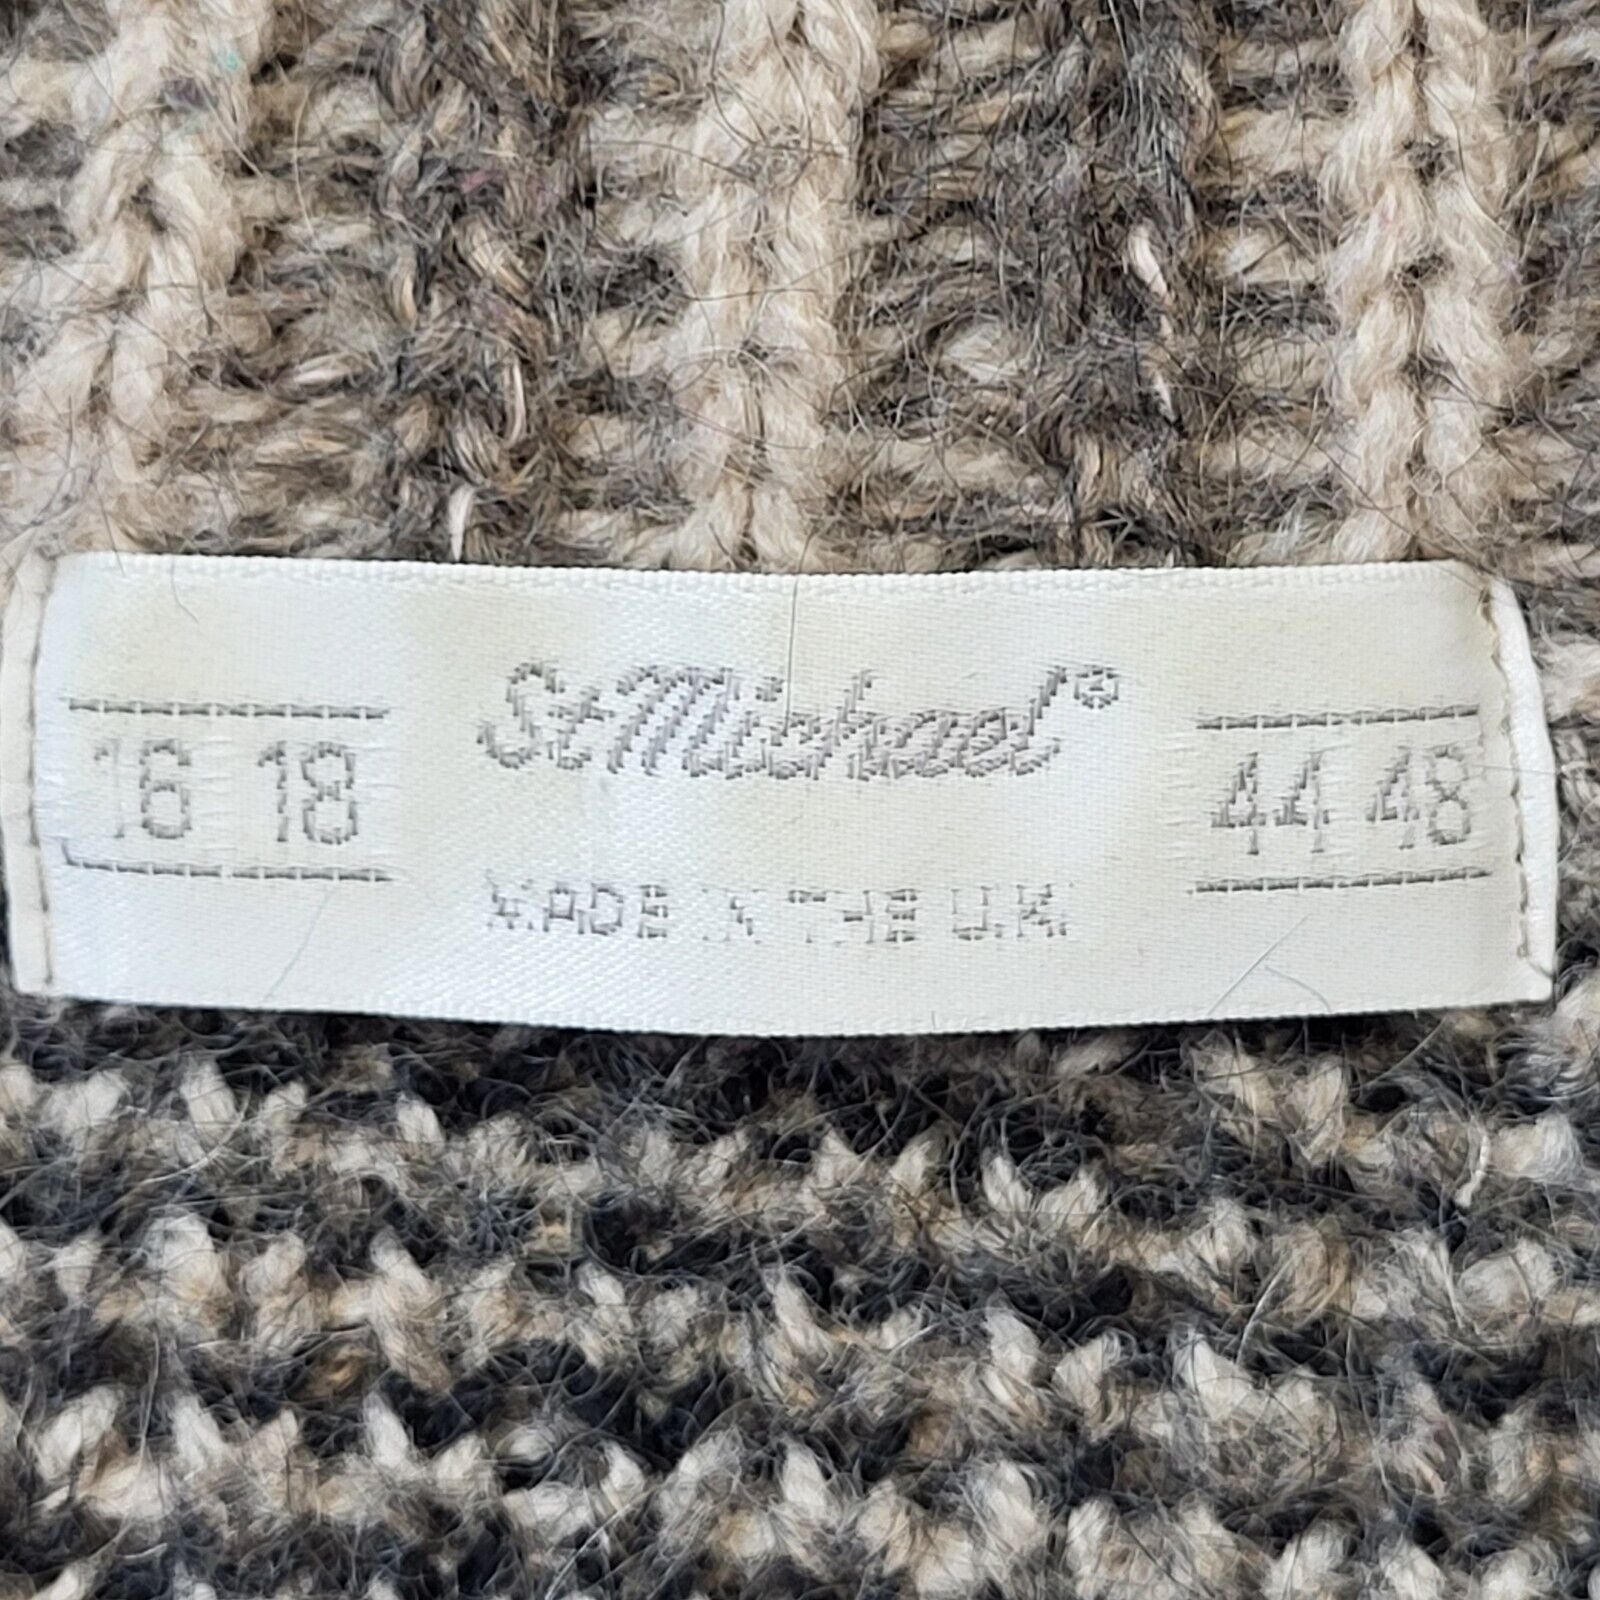 St Michael®
16 18
44 48
MADE IN THE U.K.